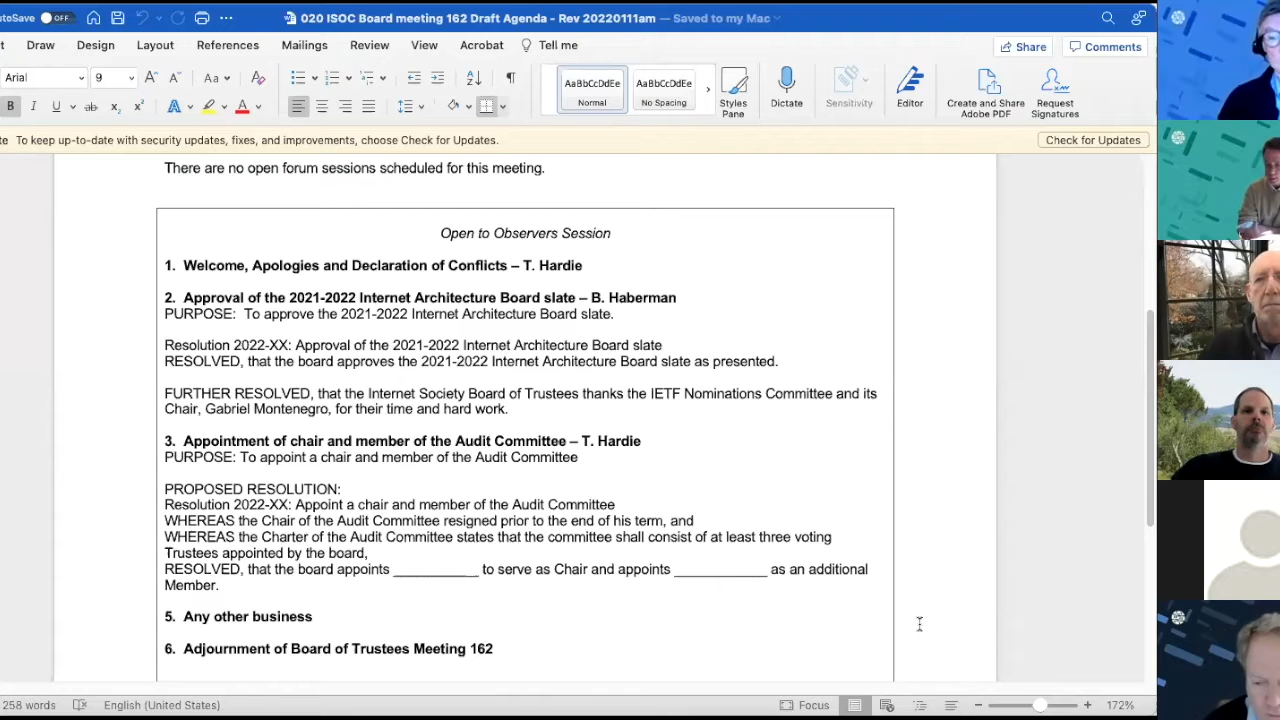 toSave OFF 020 ISOC Board meeting 162 Draft Agenda - Rev 20220111am — Saved to my Mac
t Draw Design Layout References Mailings Review View Acrobat Tell me Share Comments
Arial 9 A A Aa A AaBbCcDdEe AaBbCcDdEe
B I U ab x₂ x² A A Normal No Spacing Styles Pane Dictate Sensitivity Editor Create and Share Adobe PDF Request Signatures
te To keep up-to-date with security updates, fixes, and improvements, choose Check for Updates. Check for Updates
There are no open forum sessions scheduled for this meeting.
Open to Observers Session
1. Welcome, Apologies and Declaration of Conflicts – T. Hardie
2. Approval of the 2021-2022 Internet Architecture Board slate – B. Haberman
PURPOSE: To approve the 2021-2022 Internet Architecture Board slate.
Resolution 2022-XX: Approval of the 2021-2022 Internet Architecture Board slate
RESOLVED, that the board approves the 2021-2022 Internet Architecture Board slate as presented.
FURTHER RESOLVED, that the Internet Society Board of Trustees thanks the IETF Nominations Committee and its
Chair, Gabriel Montenegro, for their time and hard work.
3. Appointment of chair and member of the Audit Committee – T. Hardie
PURPOSE: To appoint a chair and member of the Audit Committee
PROPOSED RESOLUTION:
Resolution 2022-XX: Appoint a chair and member of the Audit Committee
WHEREAS the Chair of the Audit Committee resigned prior to the end of his term, and
WHEREAS the Charter of the Audit Committee states that the committee shall consist of at least three voting
Trustees appointed by the board,
RESOLVED, that the board appoints ___________ to serve as Chair and appoints ____________ as an additional
Member.
5. Any other business
6. Adjournment of Board of Trustees Meeting 162
258 words English (United States) Focus 172%